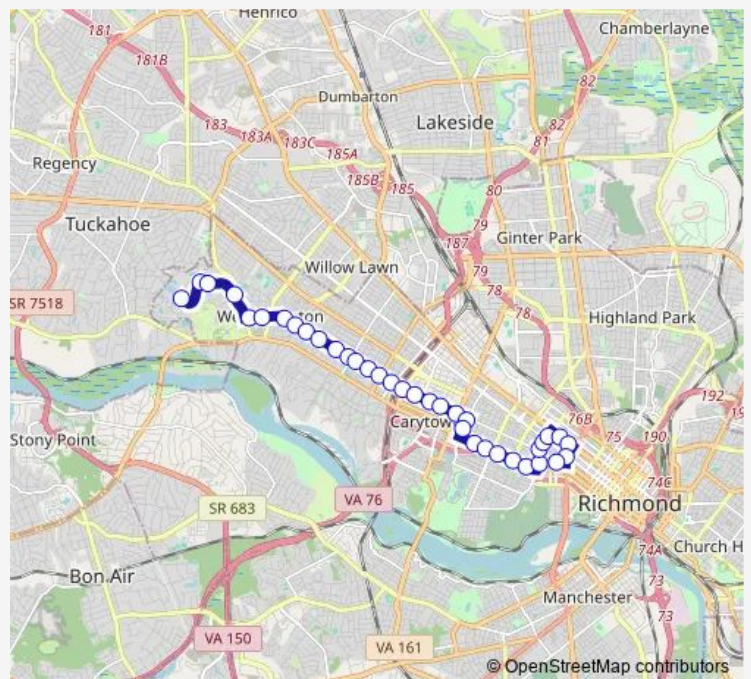 Henrico
181
Chamberlayne
181B
82
Dumbarton
183
Lakeside
82
183A
183C
81
185A
Regency
185B
185
80
Tuckahoe
79
187
Ginter Park
Willow Lawn
79
SR 7518
78
78
Highland Park
192
Carytow
76B
75
190
Stony Point
74C
VA 76
SR 683
Richmond
74A
Church H
Bon Air
73
Manchester
73
VA 150
VA 161
© OpenStreetMap contributors